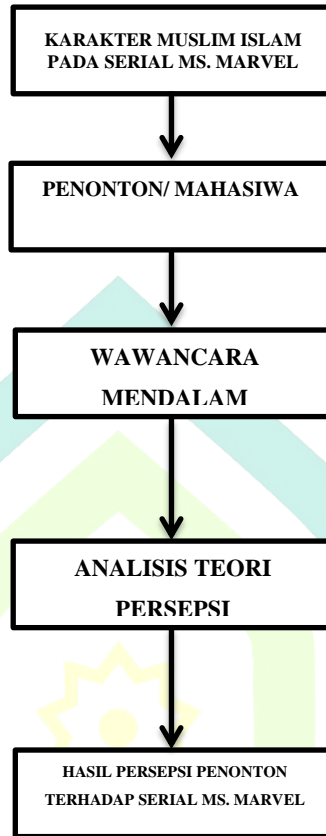 KARAKTER MUSLIM ISLAM
PADA SERIAL MS. MARVEL
PENONTON/ MAHASIWA
WAWANCARA
MENDALAM
ANALISIS TEORI
PERSEPSI
HASIL PERSEPSI PENONTON
TERHADAP SERIAL MS. MARVEL